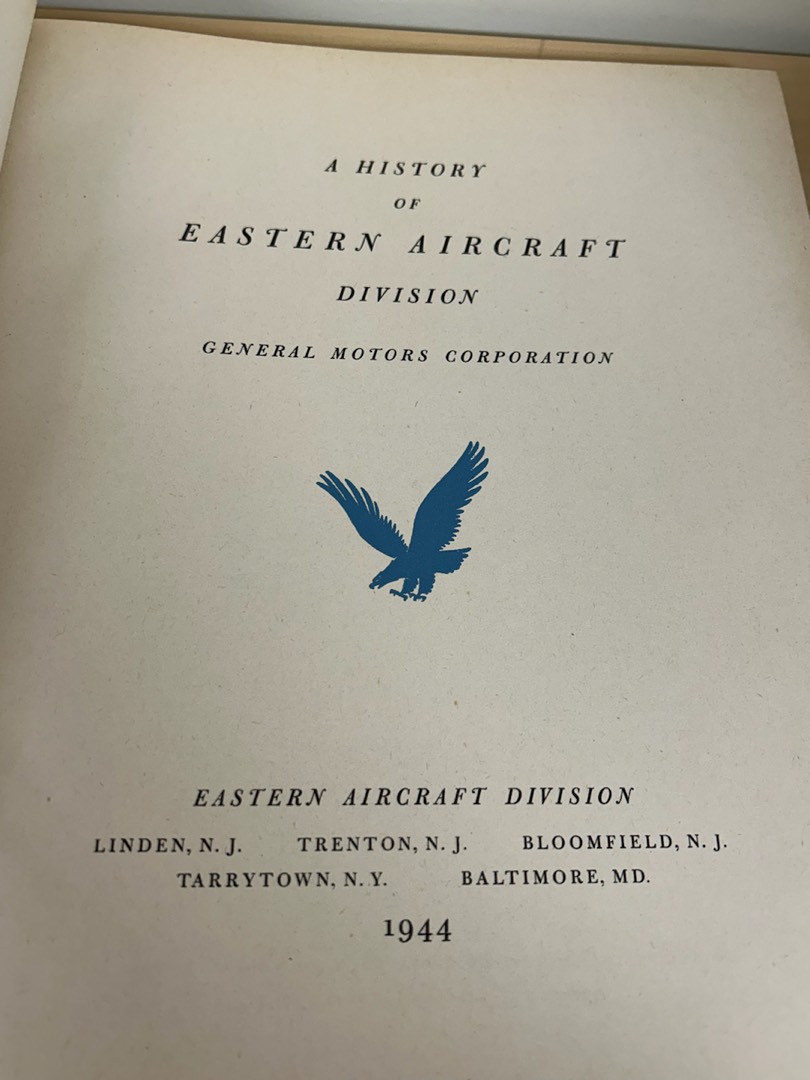 A HISTORY
OF
EASTERN AIRCRAFT
DIVISION
GENERAL MOTORS CORPORATION
EASTERN AIRCRAFT DIVISION
LINDEN, N. J. TRENTON, N. J. BLOOMFIELD, N. J.
TARRYTOWN, N. Y. BALTIMORE, MD.
1944